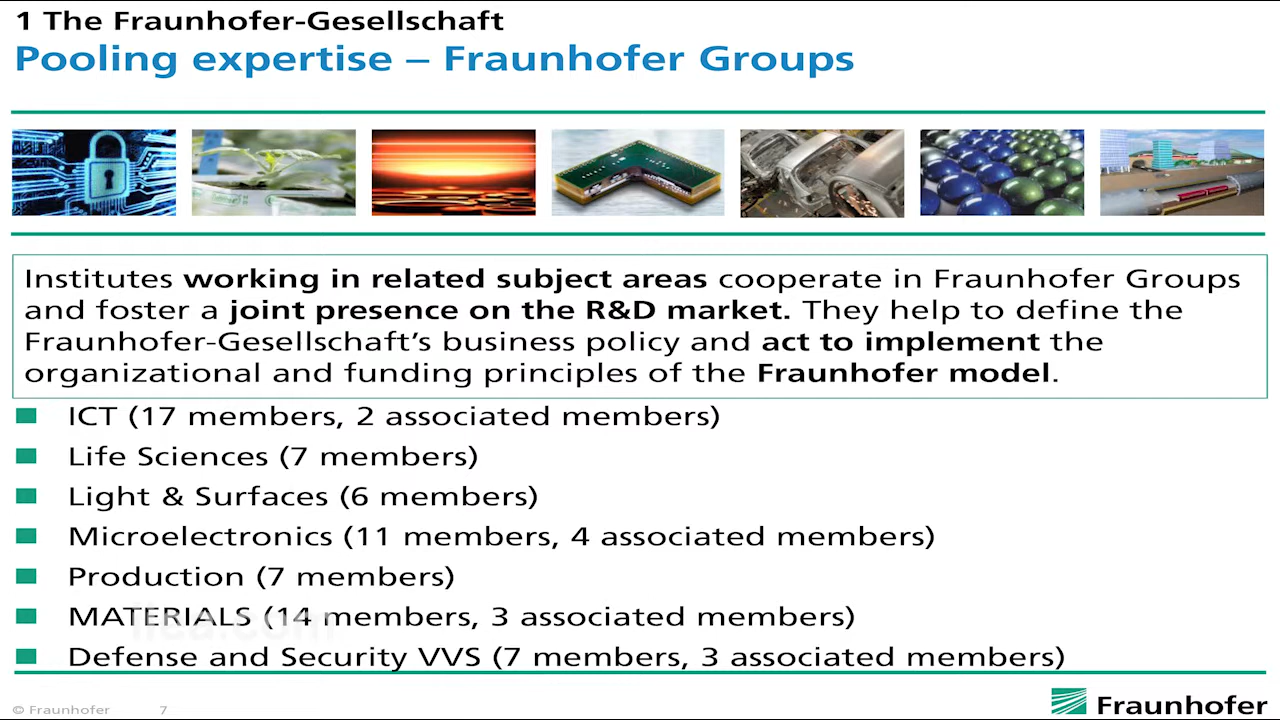 1 The Fraunhofer-Gesellschaft
Pooling expertise – Fraunhofer Groups
Institutes working in related subject areas cooperate in Fraunhofer Groups
and foster a joint presence on the R&D market. They help to define the
Fraunhofer-Gesellschaft's business policy and act to implement the
organizational and funding principles of the Fraunhofer model.
ICT (17 members, 2 associated members)
Life Sciences (7 members)
Light & Surfaces (6 members)
Microelectronics (11 members, 4 associated members)
Production (7 members)
MATERIALS (14 members, 3 associated members)
Defense and Security VVS (7 members, 3 associated members)
© Fraunhofer 7
Fraunhofer